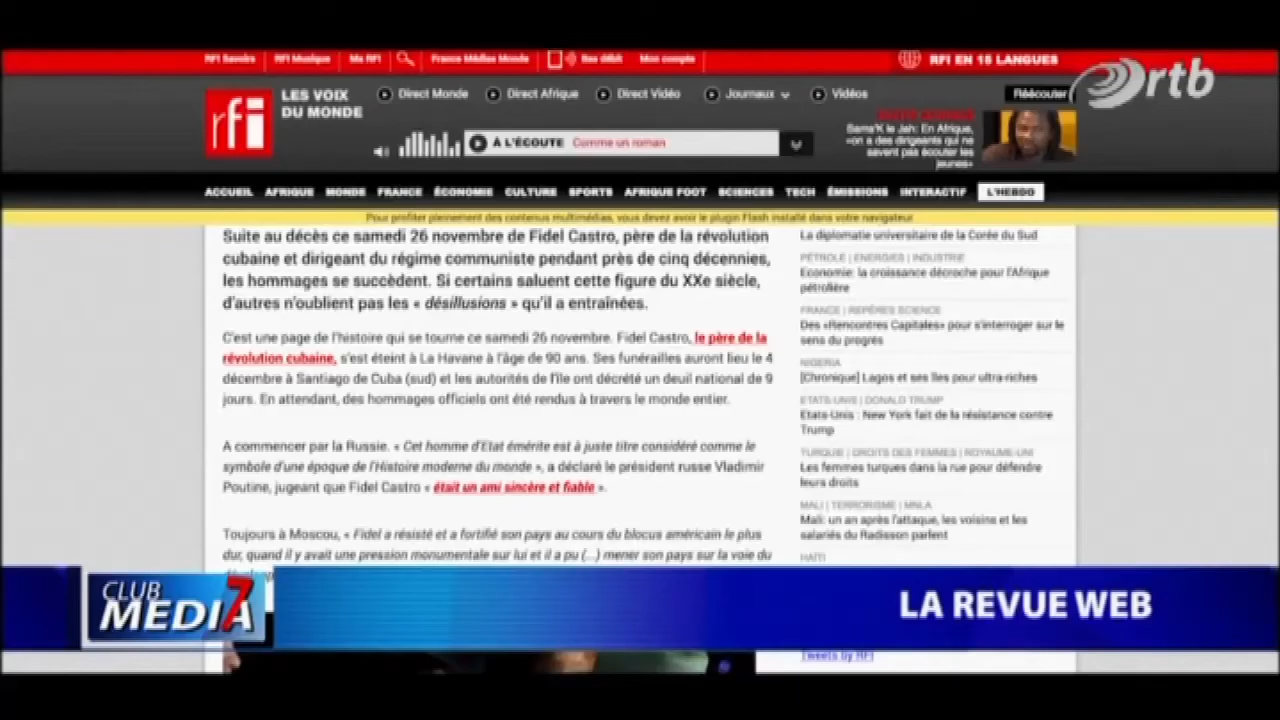 RFI Savoirs RFI Musique Ma RFI France Médias Monde Bas débit Mon compte RFI EN 15 LANGUES
rfi
LES VOIX
DU MONDE
Direct Monde Direct Afrique Direct Vidéo Journaux Vidéos
Réécouter
rtb
À L'ÉCOUTE Comme un roman
Sams'K le Jah: En Afrique,
«on a des dirigeants qui ne
savent pas écouter les
jeunes»
ACCUEIL AFRIQUE MONDE FRANCE ÉCONOMIE CULTURE SPORTS AFRIQUE FOOT SCIENCES TECH ÉMISSIONS INTERACTIF L'HEBDO
Pour profiter pleinement des contenus multimédias, vous devez avoir le plugin Flash installé dans votre navigateur
Suite au décès ce samedi 26 novembre de Fidel Castro, père de la révolution
cubaine et dirigeant du régime communiste pendant près de cinq décennies,
les hommages se succèdent. Si certains saluent cette figure du XXe siècle,
d'autres n'oublient pas les « désillusions » qu'il a entraînées.
C'est une page de l'histoire qui se tourne ce samedi 26 novembre. Fidel Castro, le père de la
révolution cubaine, s'est éteint à La Havane à l'âge de 90 ans. Ses funérailles auront lieu le 4
décembre à Santiago de Cuba (sud) et les autorités de l'île ont décrété un deuil national de 9
jours. En attendant, des hommages officiels ont été rendus à travers le monde entier.
A commencer par la Russie. « Cet homme d'Etat émérite est à juste titre considéré comme le
symbole d'une époque de l'Histoire moderne du monde », a déclaré le président russe Vladimir
Poutine, jugeant que Fidel Castro « était un ami sincère et fiable ».
Toujours à Moscou, « Fidel a résisté et a fortifié son pays au cours du blocus américain le plus
dur, quand il y avait une pression monumentale sur lui et il a pu (...) mener son pays sur la voie du
La diplomatie universitaire de la Corée du Sud
PÉTROLE | ENERGIES | INDUSTRIE
Economie: la croissance décroche pour l'Afrique
pétrolière
FRANCE | REPÈRES SCIENCE
Des «Rencontres Capitales» pour s'interroger sur le
sens du progrès
NIGERIA
[Chronique] Lagos et ses îles pour ultra-riches
ETATS-UNIS | DONALD TRUMP
Etats-Unis : New York fait de la résistance contre
Trump
TURQUIE | DROITS DES FEMMES | ROYAUME-UNI
Les femmes turques dans la rue pour défendre
leurs droits
MALI | TERRORISME | MNLA
Mali: un an après l'attaque, les voisins et les
salariés du Radisson parlent
HAÏTI
CLUB
MEDIA 7
LA REVUE WEB
Tweets by RFI